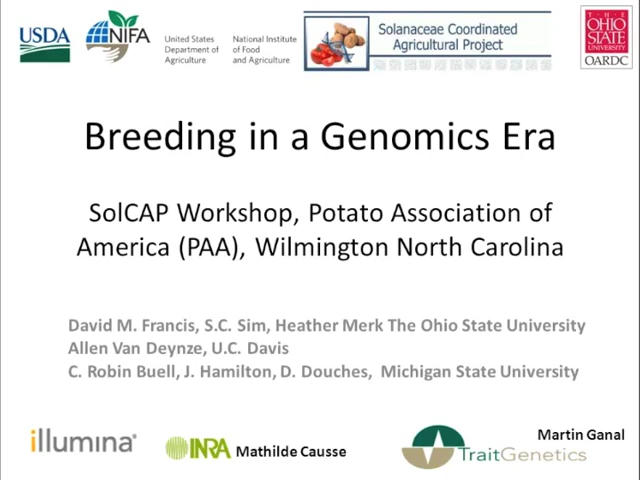 USDA
NIFA
United States
Department of
Agriculture
National Institute
of Food
and Agriculture
Solanaceae Coordinated
Agricultural Project
THE
OHIO
STATE
UNIVERSITY
OARDC
Breeding in a Genomics Era
SolCAP Workshop, Potato Association of
America (PAA), Wilmington North Carolina
David M. Francis, S.C. Sim, Heather Merk The Ohio State University
Allen Van Deynze, U.C. Davis
C. Robin Buell, J. Hamilton, D. Douches, Michigan State University
illumina®
INRA
Mathilde Causse
Martin Ganal
TraitGenetics